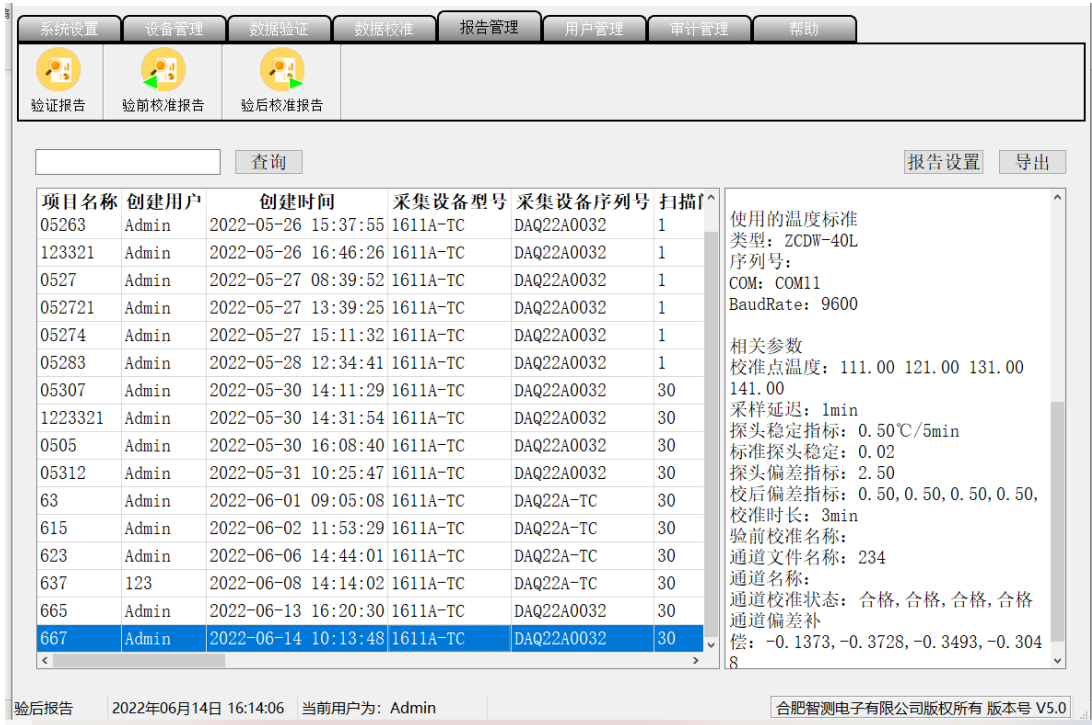 系统设置 设备管理 数据验证 数据校准 报告管理 用户管理 审计管理 帮助
验证报告 验前校准报告 验后校准报告
查询 报告设置 导出
项目名称 创建用户 创建时间 采集设备型号 采集设备序列号
05263 Admin 2022-05-26 15:37:55 1611A-TC DAQ22A0032 1
123321 Admin 2022-05-26 16:46:26 1611A-TC DAQ22A0032 1
0527 Admin 2022-05-27 08:39:52 1611A-TC DAQ22A0032 1
052721 Admin 2022-05-27 13:39:25 1611A-TC DAQ22A0032 1
05274 Admin 2022-05-27 15:11:32 1611A-TC DAQ22A0032 1
05283 Admin 2022-05-28 12:34:41 1611A-TC DAQ22A0032 1
05307 Admin 2022-05-30 14:11:29 1611A-TC DAQ22A0032 30
1223321 Admin 2022-05-30 14:31:54 1611A-TC DAQ22A0032 30
0505 Admin 2022-05-30 16:08:40 1611A-TC DAQ22A0032 30
05312 Admin 2022-05-31 10:25:47 1611A-TC DAQ22A0032 30
63 Admin 2022-06-01 09:05:08 1611A-TC DAQ22A-TC 30
615 Admin 2022-06-02 11:53:29 1611A-TC DAQ22A-TC 30
623 Admin 2022-06-06 14:44:01 1611A-TC DAQ22A-TC 30
637 123 2022-06-08 14:14:02 1611A-TC DAQ22A-TC 30
665 Admin 2022-06-13 16:20:30 1611A-TC DAQ22A0032 30
667 Admin 2022-06-14 10:13:48 1611A-TC DAQ22A0032 30
使用的温度标准
类型: ZCDW-40L
序列号:
COM: COM11
BaudRate: 9600
相关参数
校准点温度: 111.00 121.00 131.00
141.00
采样延迟: 1min
探头稳定指标: 0.50℃/5min
标准探头稳定: 0.02
探头偏差指标: 2.50
校后偏差指标: 0.50,0.50,0.50,0.50,
校准时长: 3min
验前校准名称:
通道文件名称: 234
通道名称:
通道校准状态: 合格,合格,合格,合格
通道偏差补
偿: -0.1373,-0.3728,-0.3493,-0.304
8
验后报告 2022年06月14日 16:14:06 当前用户为: Admin 合肥智测电子有限公司版权所有 版本号 V5.0